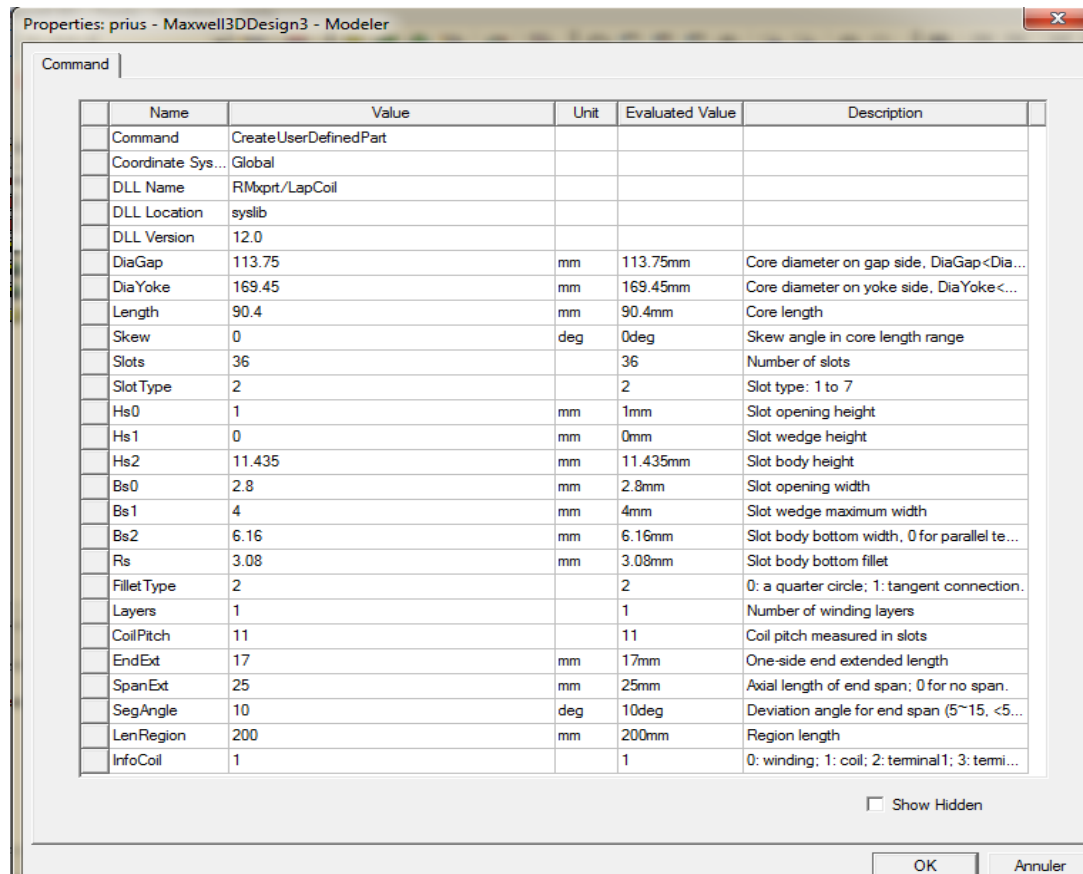 Properties: prius - Maxwell3DDesign3 - Modeler
Command
Name Value Unit Evaluated Value Description
Command CreateUserDefinedPart
Coordinate Sys... Global
DLL Name RMxprt/LapCoil
DLL Location syslib
DLL Version 12.0
DiaGap 113.75 mm 113.75mm Core diameter on gap side, DiaGap<Dia...
DiaYoke 169.45 mm 169.45mm Core diameter on yoke side, DiaYoke<...
Length 90.4 mm 90.4mm Core length
Skew 0 deg 0deg Skew angle in core length range
Slots 36 36 Number of slots
SlotType 2 2 Slot type: 1 to 7
Hs0 1 mm 1mm Slot opening height
Hs1 0 mm 0mm Slot wedge height
Hs2 11.435 mm 11.435mm Slot body height
Bs0 2.8 mm 2.8mm Slot opening width
Bs1 4 mm 4mm Slot wedge maximum width
Bs2 6.16 mm 6.16mm Slot body bottom width, 0 for parallel te...
Rs 3.08 mm 3.08mm Slot body bottom fillet
FilletType 2 2 0: a quarter circle; 1: tangent connection.
Layers 1 1 Number of winding layers
CoilPitch 11 11 Coil pitch measured in slots
EndExt 17 mm 17mm One-side end extended length
SpanExt 25 mm 25mm Axial length of end span; 0 for no span.
SegAngle 10 deg 10deg Deviation angle for end span (5~15, <5...
LenRegion 200 mm 200mm Region length
InfoCoil 1 1 0: winding; 1: coil; 2: terminal1; 3: termi...
Show Hidden
OK Annuler